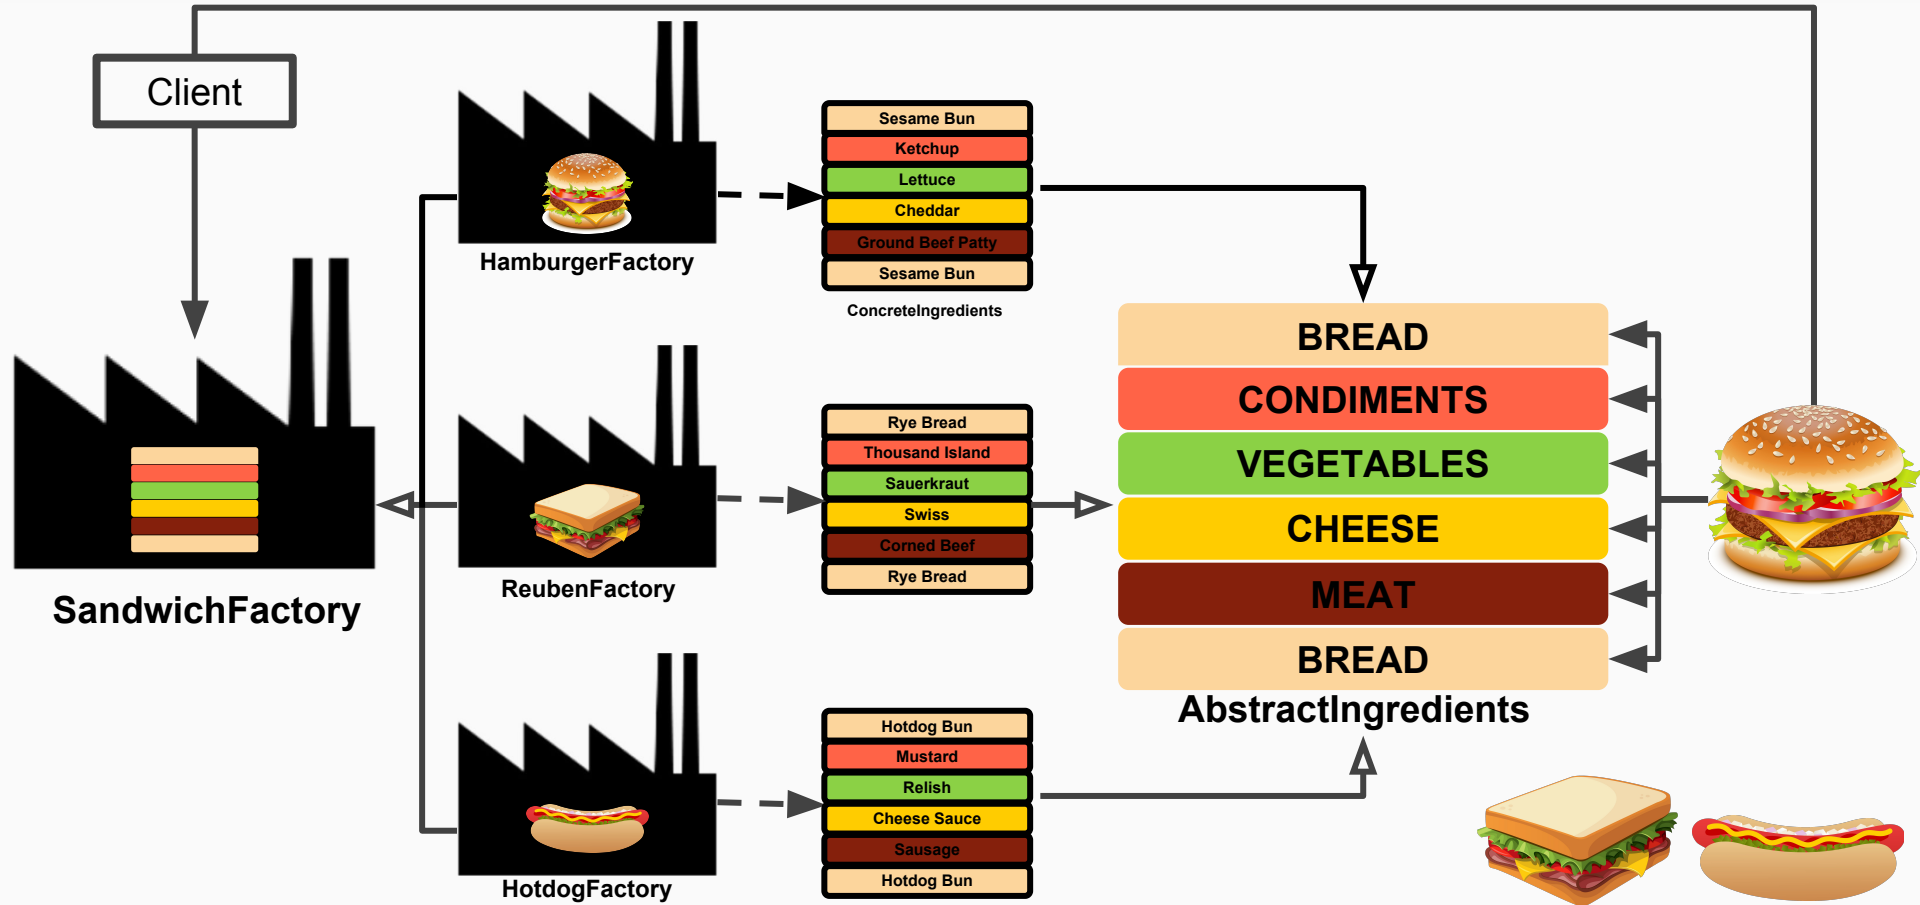 Client
SandwichFactory
HamburgerFactory
Sesame Bun
Ketchup
Lettuce
Cheddar
Ground Beef Patty
Sesame Bun
ConcreteIngredients
ReubenFactory
Rye Bread
Thousand Island
Sauerkraut
Swiss
Corned Beef
Rye Bread
HotdogFactory
Hotdog Bun
Mustard
Relish
Cheese Sauce
Sausage
Hotdog Bun
BREAD
CONDIMENTS
VEGETABLES
CHEESE
MEAT
BREAD
AbstractIngredients